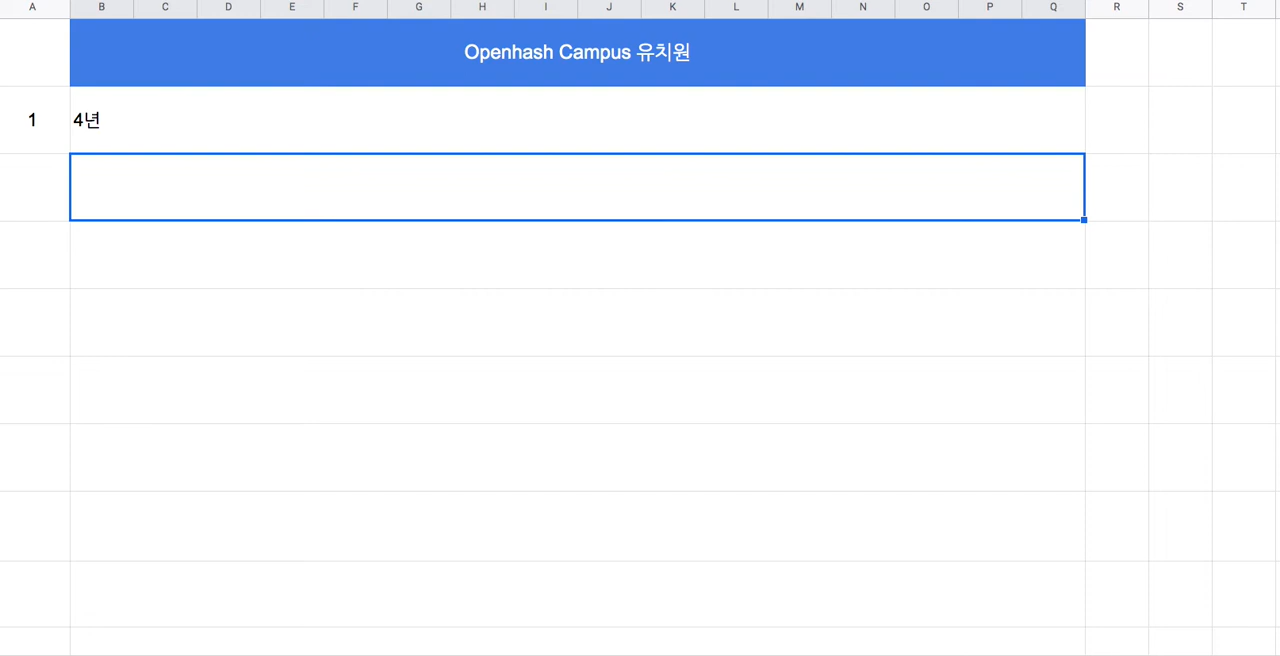 A B C D E F G H I J K L M N O P Q R S T
Openhash Campus 유치원
1 4년